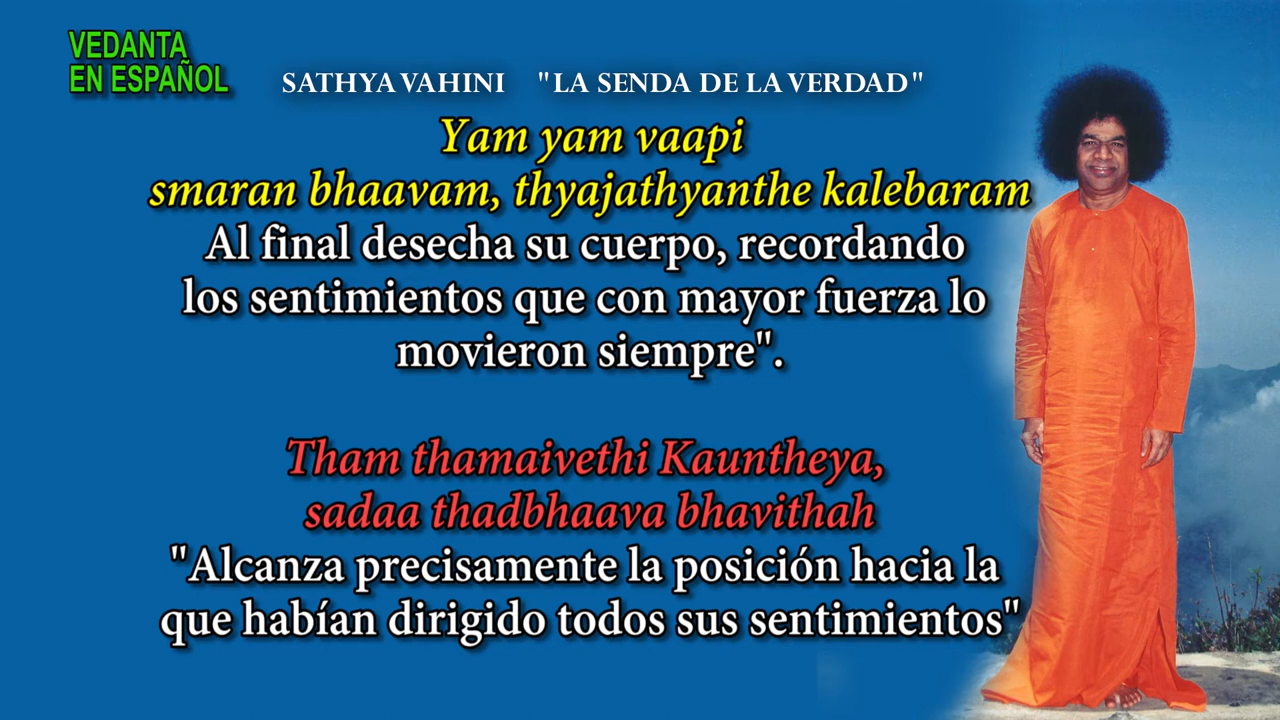 VEDANTA
EN ESPAÑOL
SATHYA VAHINI "LA SENDA DE LA VERDAD"
Yam yam vaapi
smaran bhaavam, thyajathyanthe kalebaram
Al final desecha su cuerpo, recordando
los sentimientos que con mayor fuerza lo
movieron siempre".
Tham thamaivethi Kauntheya,
sadaa thadbhaava bhavithah
"Alcanza precisamente la posición hacia la
que habían dirigido todos sus sentimientos"